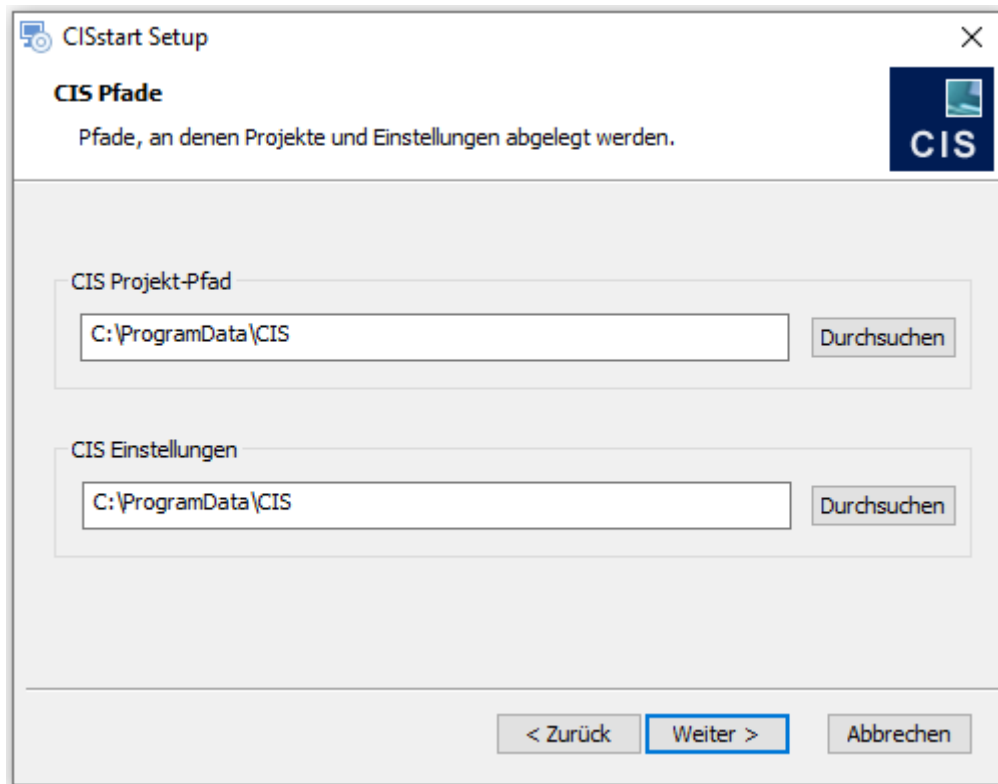 CISstart Setup
CIS Pfade
Pfade, an denen Projekte und Einstellungen abgelegt werden.
CIS
CIS Projekt-Pfad
C:\ProgramData\CIS
Durchsuchen
CIS Einstellungen
C:\ProgramData\CIS
Durchsuchen
< Zurück
Weiter >
Abbrechen